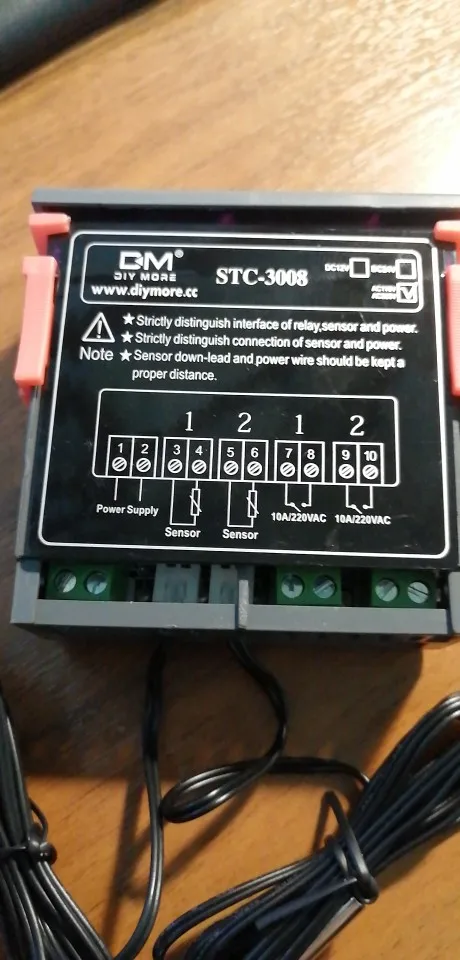 DM®
DIY MORE
www.diymore.cc
STC-3008
DC12V DC24V
AC110V
AC220V
Note
★Strictly distinguish interface of relay,sensor and power.
★Strictly distinguish connection of sensor and power.
★Sensor down-lead and power wire should be kept a
proper distance.
1 2 1 2
1 2 3 4 5 6 7 8 9 10
Power Supply
Sensor
Sensor
10A/220VAC
10A/220VAC